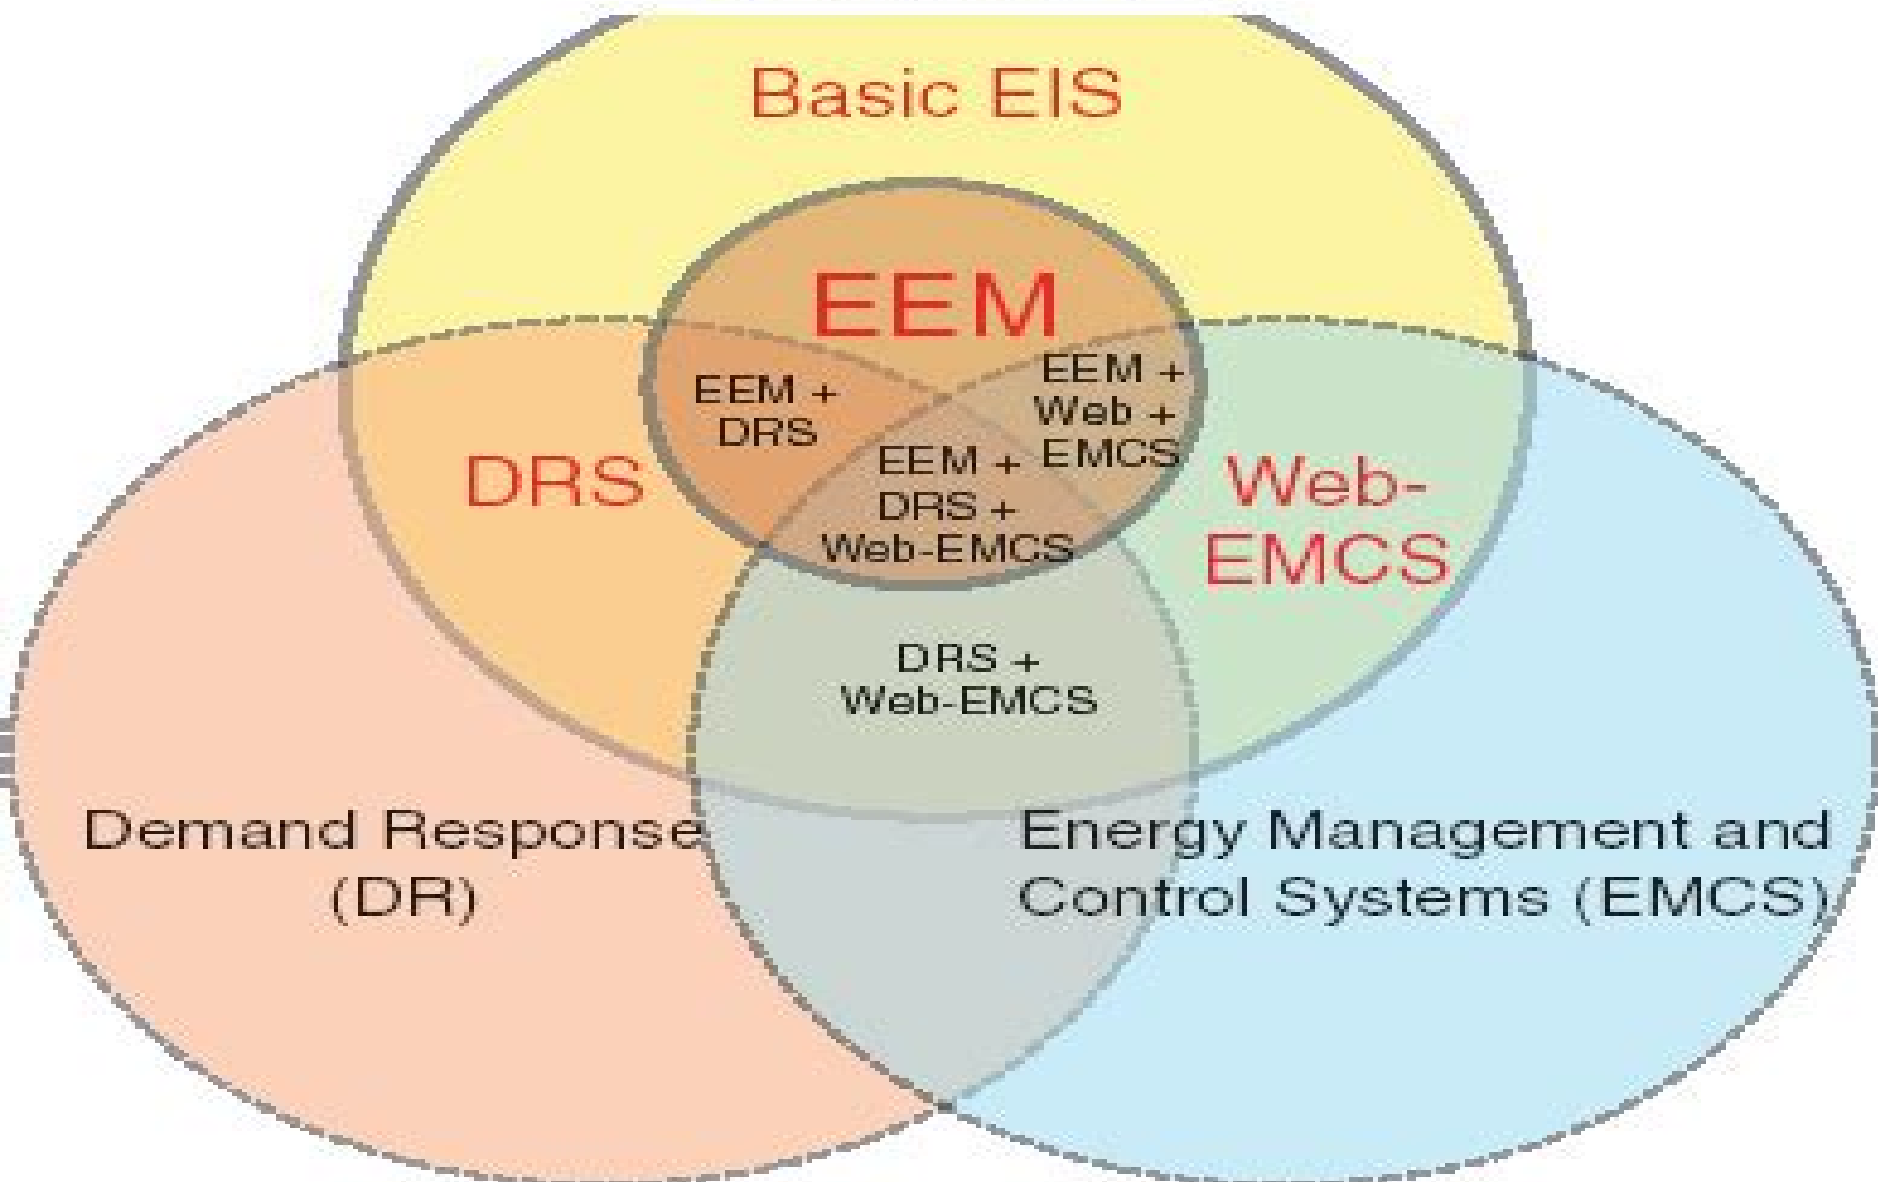 Basic EIS
EEM
EEM +
DRS
EEM +
Web +
EMCS
EEM +
DRS +
Web-EMCS
DRS
Web-
EMCS
DRS +
Web-EMCS
Demand Response
(DR)
Energy Management and
Control Systems (EMCS)